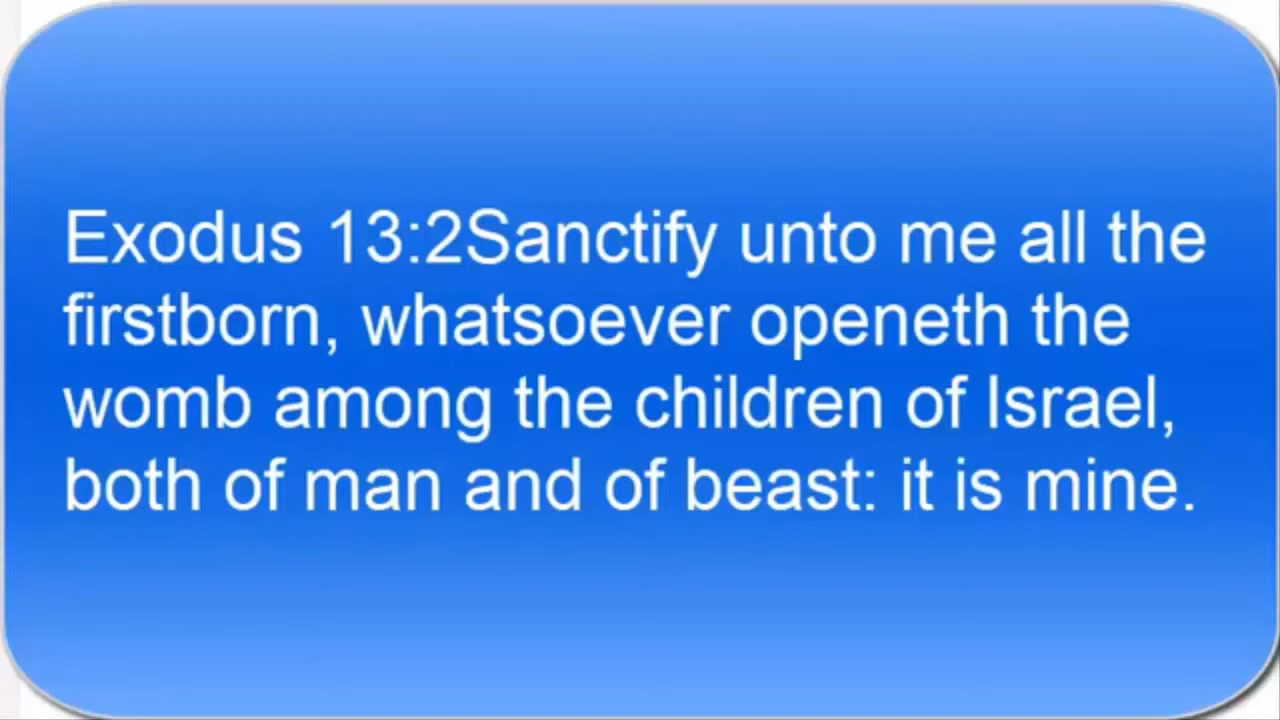 Exodus 13:2Sanctify unto me all the
firstborn, whatsoever openeth the
womb among the children of Israel,
both of man and of beast: it is mine.